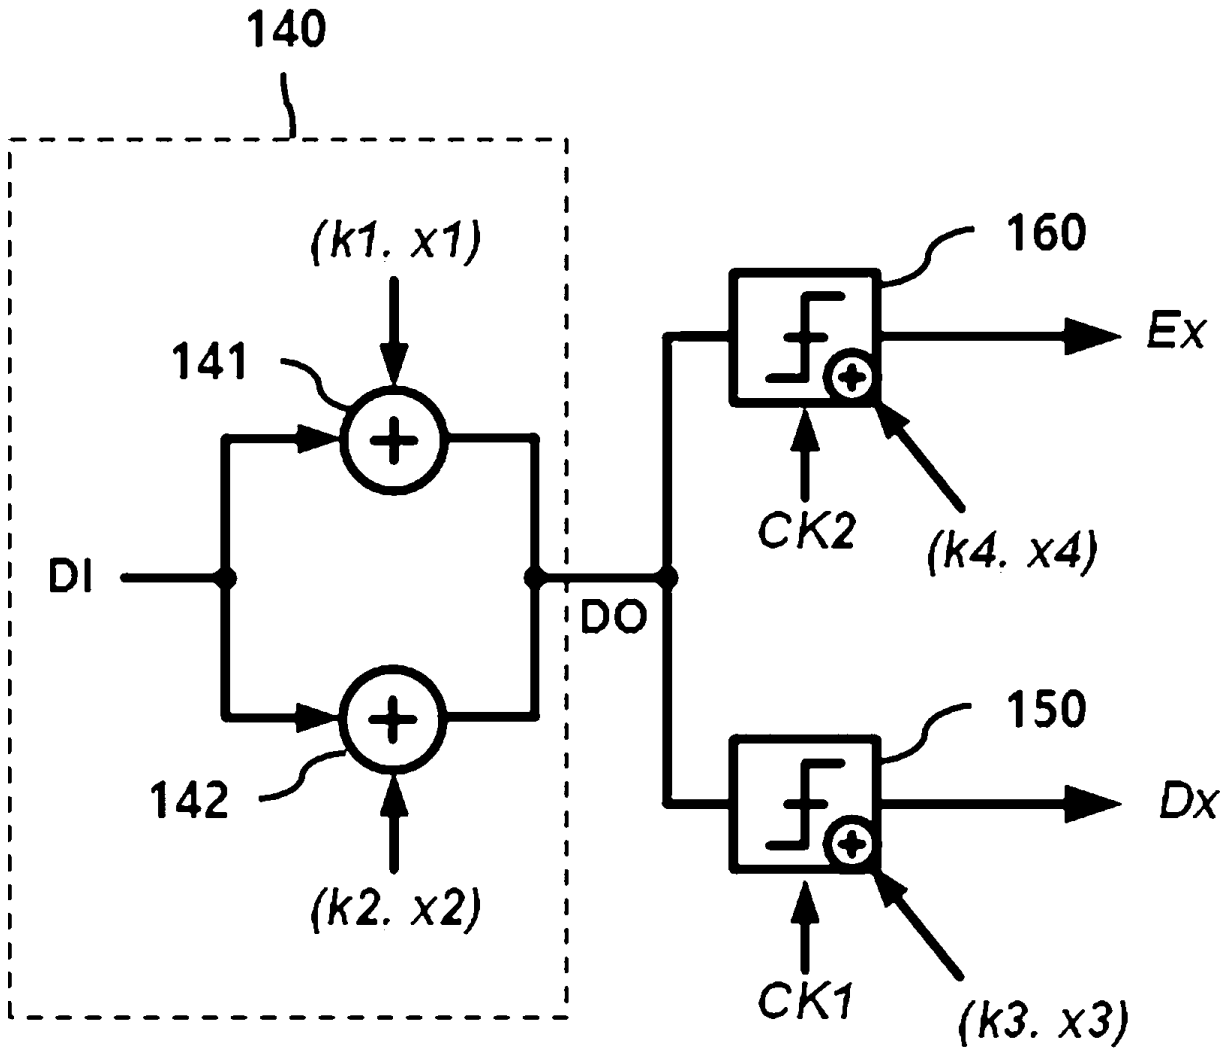 140
(k1. x1)
160
Ex
141
CK2
(k4. x4)
DI
DO
150
142
Dx
(k2. x2)
CK1
(k3. x3)